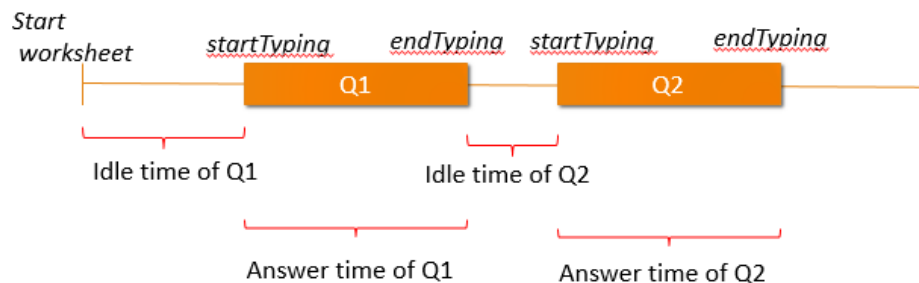 Start
worksheet
startTyping
endTyping
startTyping
endTyping
Q1
Q2
Idle time of Q1
Idle time of Q2
Answer time of Q1
Answer time of Q2